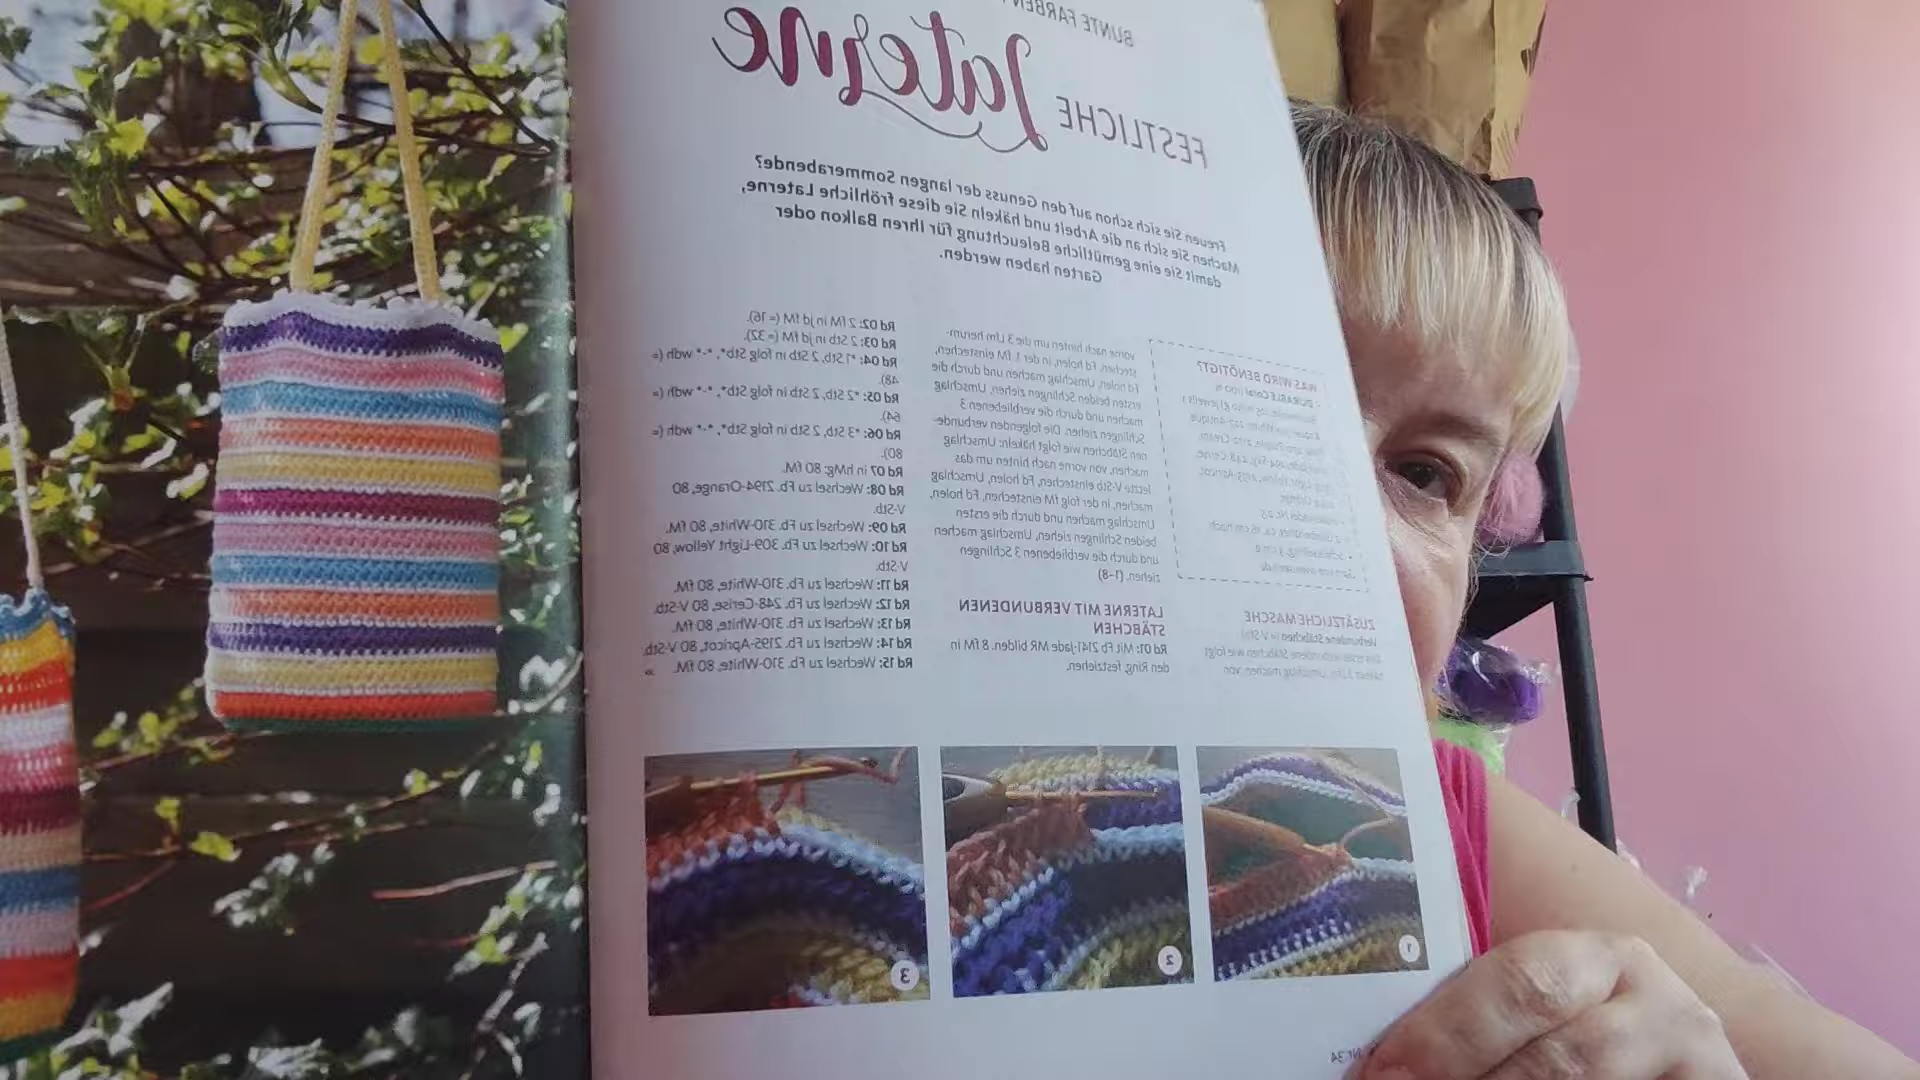 BUNTE FARBEN
FESTLICHE Laterne
Freuen Sie sich schon auf den Genuss der langen Sommerabende?
Machen Sie sich an die Arbeit und häkeln Sie diese fröhliche Laterne,
damit Sie eine gemütliche Beleuchtung für Ihren Balkon oder
Garten haben werden.
WAS WIRD BENÖTIGT?
ZUSÄTZLICHE MASCHE
Verbundene Stäbchen (= V-Stb)
vorne nach hinten um die 3 Lfm herum-
stechen, Fd holen, in der 1. fM einstechen,
Fd holen, Umschlag machen und durch die
ersten beiden Schlingen ziehen, Umschlag
machen und durch die verbliebenen 3
Schlingen ziehen. Die folgenden verbunde-
nen Stäbchen wie folgt häkeln: Umschlag
machen, von vorne nach hinten um das
letzte V-Stb einstechen, Fd holen, Umschlag
machen, in der folg fM einstechen, Fd holen,
Umschlag machen und durch die ersten
beiden Schlingen ziehen, Umschlag machen
und durch die verbliebenen 3 Schlingen
ziehen. (1-8)
LATERNE MIT VERBUNDENEN
STÄBCHEN
Rd 01: Mit Fb 2141-Jade MR bilden. 8 fM in
den Ring, festziehen.
Rd 02: 2 fM in jd fM (=16).
Rd 03: 2 Stb in jd fM (=32).
Rd 04: *1 Stb, 2 Stb in folg Stb*, *-* wdh (=
48).
Rd 05: *2 Stb, 2 Stb in folg Stb*, *-* wdh (=
64).
Rd 06: *3 Stb, 2 Stb in folg Stb*, *-* wdh (=
80).
Rd 07 in hMg: 80 fM.
Rd 08: Wechsel zu Fb. 2194-Orange, 80
V-Stb.
Rd 09: Wechsel zu Fb. 310-White, 80 fM.
Rd 10: Wechsel zu Fb. 309-Light Yellow, 80
V-Stb.
Rd 11: Wechsel zu Fb. 310-White, 80 fM.
Rd 12: Wechsel zu Fb. 248-Cerise, 80 V-Stb.
Rd 13: Wechsel zu Fb. 310-White, 80 fM.
Rd 14: Wechsel zu Fb. 2195-Apricot, 80 V-Stb.
Rd 15: Wechsel zu Fb. 310-White, 80 fM. »
1
2
3
Nr 34